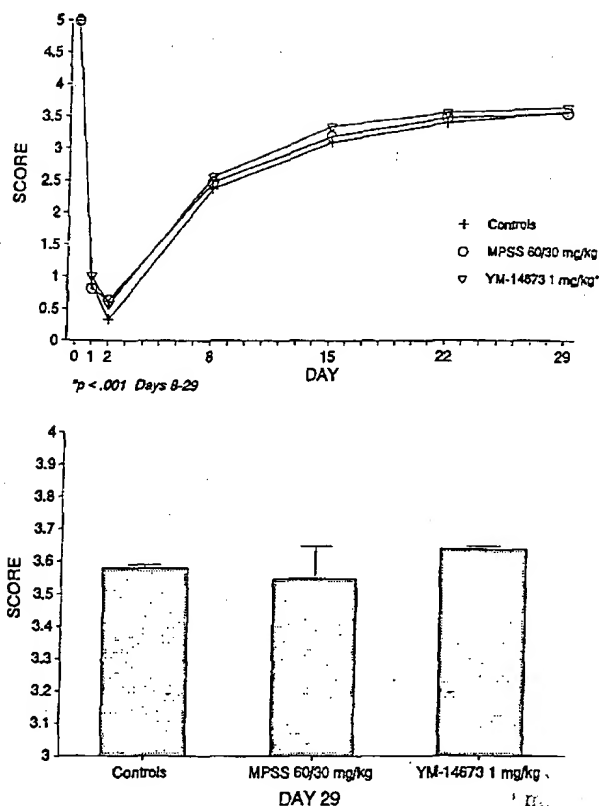 5
4.5
4
3.5
3
2.5
2
1.5
1
0.5
0
SCORE
+ Controls
○ MPSS 60/30 mg/kg
▽ YM-14673 1 mg/kg*
0 1 2 8 15 22 29
DAY
*p < .001 Days 8-29
4
3.9
3.8
3.7
3.6
3.5
3.4
3.3
3.2
3.1
3
SCORE
Controls MPSS 60/30 mg/kg YM-14673 1 mg/kg
DAY 29